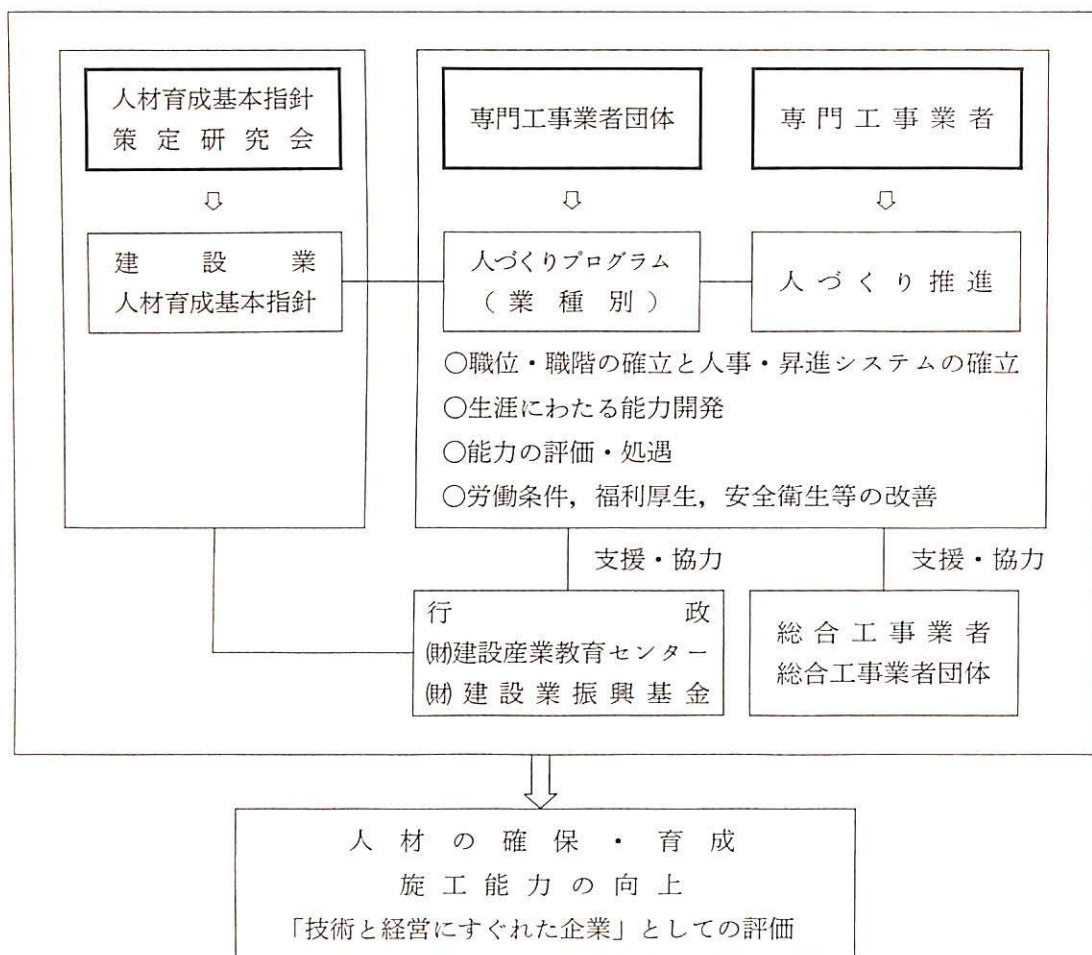 人材育成基本指針
策定研究会
専門工事業者団体
専門工事業者
建設業
人材育成基本指針
人づくりプログラム
（業種別）
人づくり推進
○職位・職階の確立と人事・昇進システムの確立
○生涯にわたる能力開発
○能力の評価・処遇
○労働条件，福利厚生，安全衛生等の改善
支援・協力
支援・協力
行政
㈶建設産業教育センター
㈶建設業振興基金
総合工事業者
総合工事業者団体
人材の確保・育成
施工能力の向上
「技術と経営にすぐれた企業」としての評価